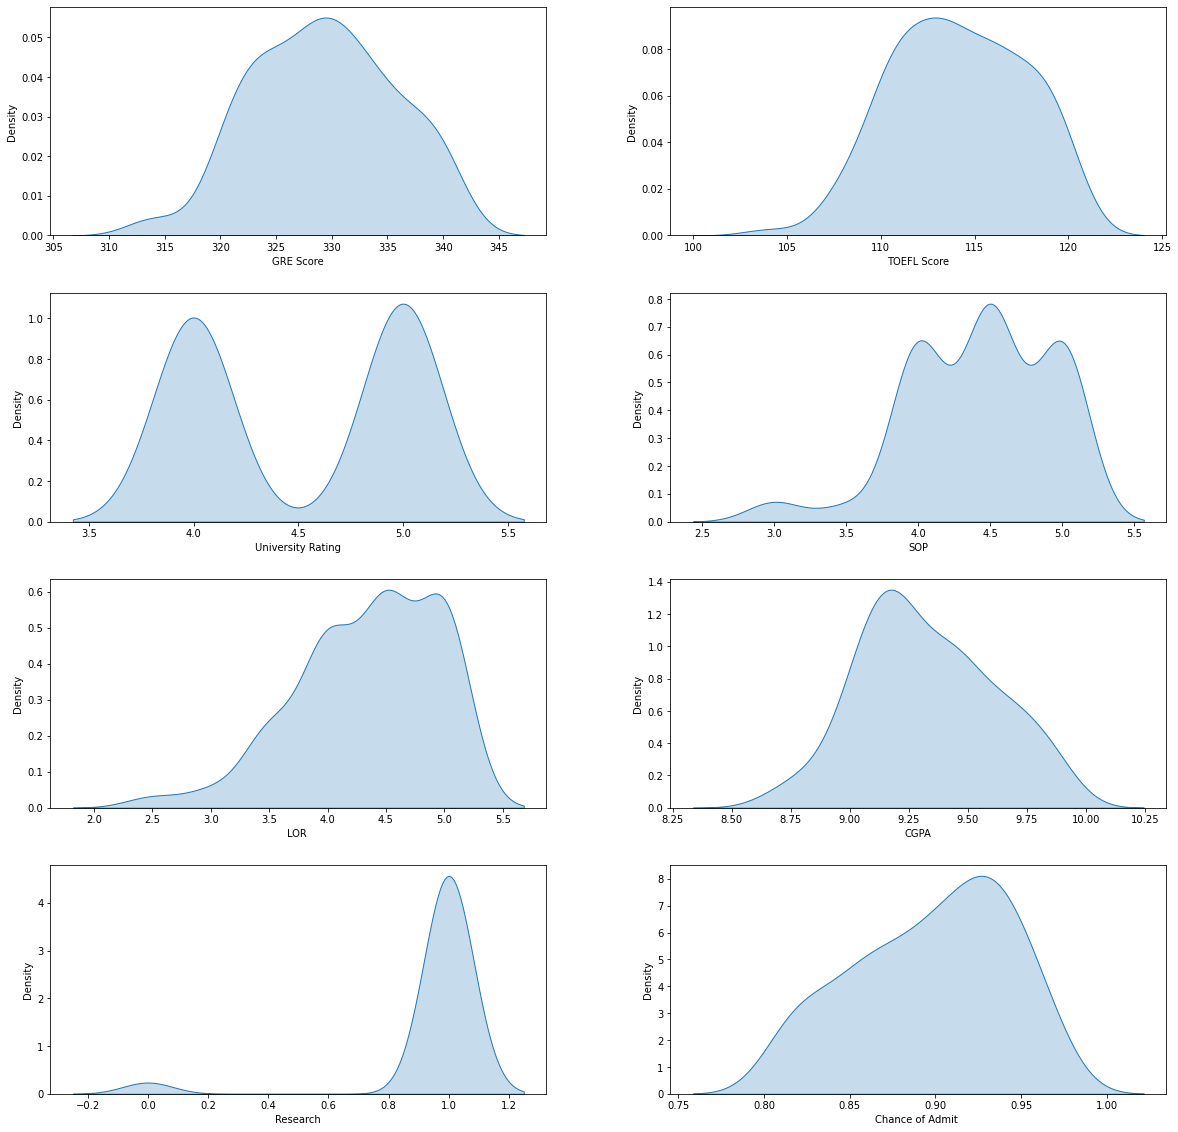 Density
0.05
0.04
0.03
0.02
0.01
0.00
305 310 315 320 325 330 335 340 345
GRE Score
Density
0.08
0.06
0.04
0.02
0.00
100 105 110 115 120 125
TOEFL Score
Density
1.0
0.8
0.6
0.4
0.2
0.0
3.5 4.0 4.5 5.0 5.5
University Rating
Density
0.8
0.7
0.6
0.5
0.4
0.3
0.2
0.1
0.0
2.5 3.0 3.5 4.0 4.5 5.0 5.5
SOP
Density
0.6
0.5
0.4
0.3
0.2
0.1
0.0
2.0 2.5 3.0 3.5 4.0 4.5 5.0 5.5
LOR
Density
1.4
1.2
1.0
0.8
0.6
0.4
0.2
0.0
8.25 8.50 8.75 9.00 9.25 9.50 9.75 10.00 10.25
CGPA
Density
4
3
2
1
0
−0.2 0.0 0.2 0.4 0.6 0.8 1.0 1.2
Research
Density
8
7
6
5
4
3
2
1
0
0.75 0.80 0.85 0.90 0.95 1.00
Chance of Admit